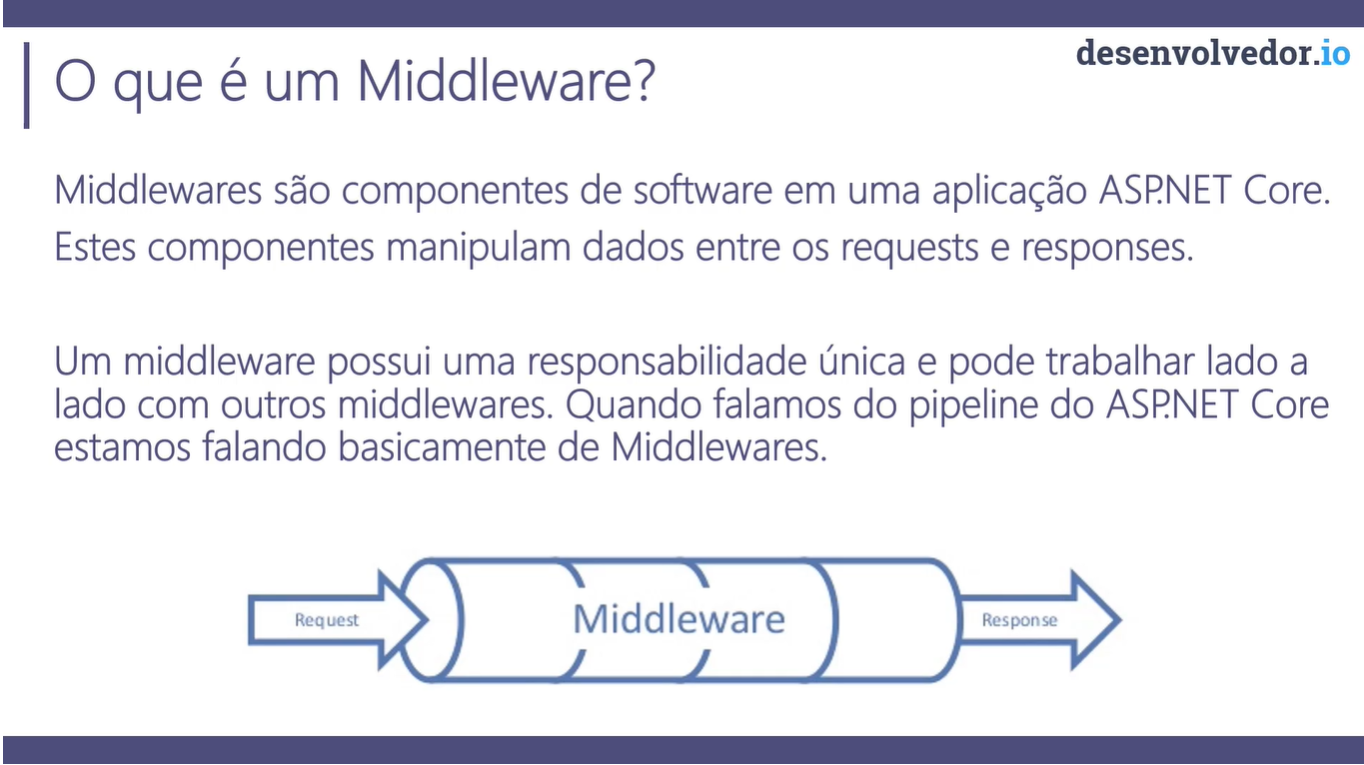 desenvolvedor.io
O que é um Middleware?
Middlewares são componentes de software em uma aplicação ASP.NET Core.
Estes componentes manipulam dados entre os requests e responses.
Um middleware possui uma responsabilidade única e pode trabalhar lado a
lado com outros middlewares. Quando falamos do pipeline do ASP.NET Core
estamos falando basicamente de Middlewares.
Request
Middleware
Response